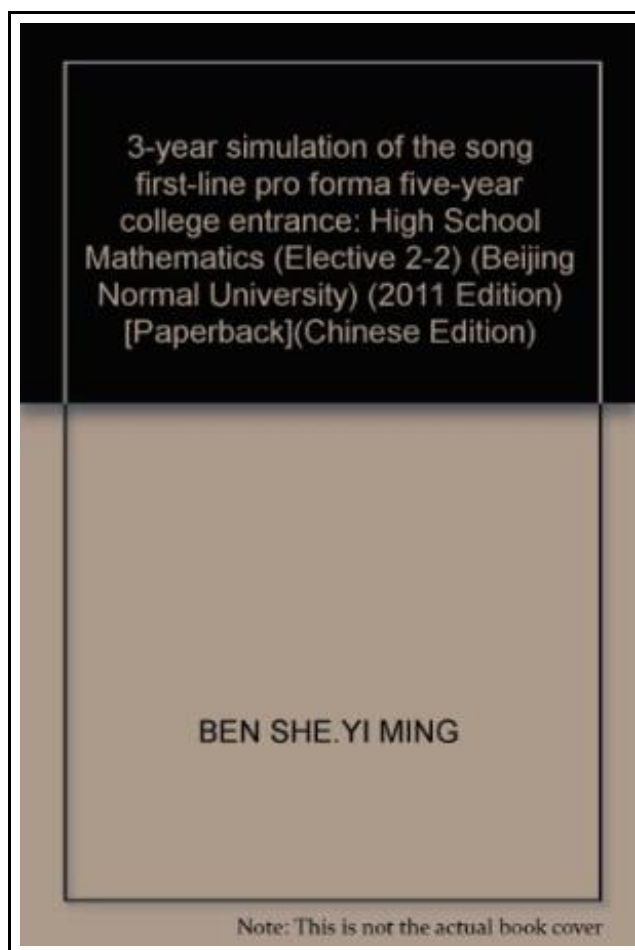 3-year simulation of the song
first-line pro forma five-year
college entrance: High School
Mathematics (Elective 2-2) (Beijing
Normal University) (2011 Edition)
[Paperback](Chinese Edition)
BEN SHE.YI MING
Note: This is not the actual book cover